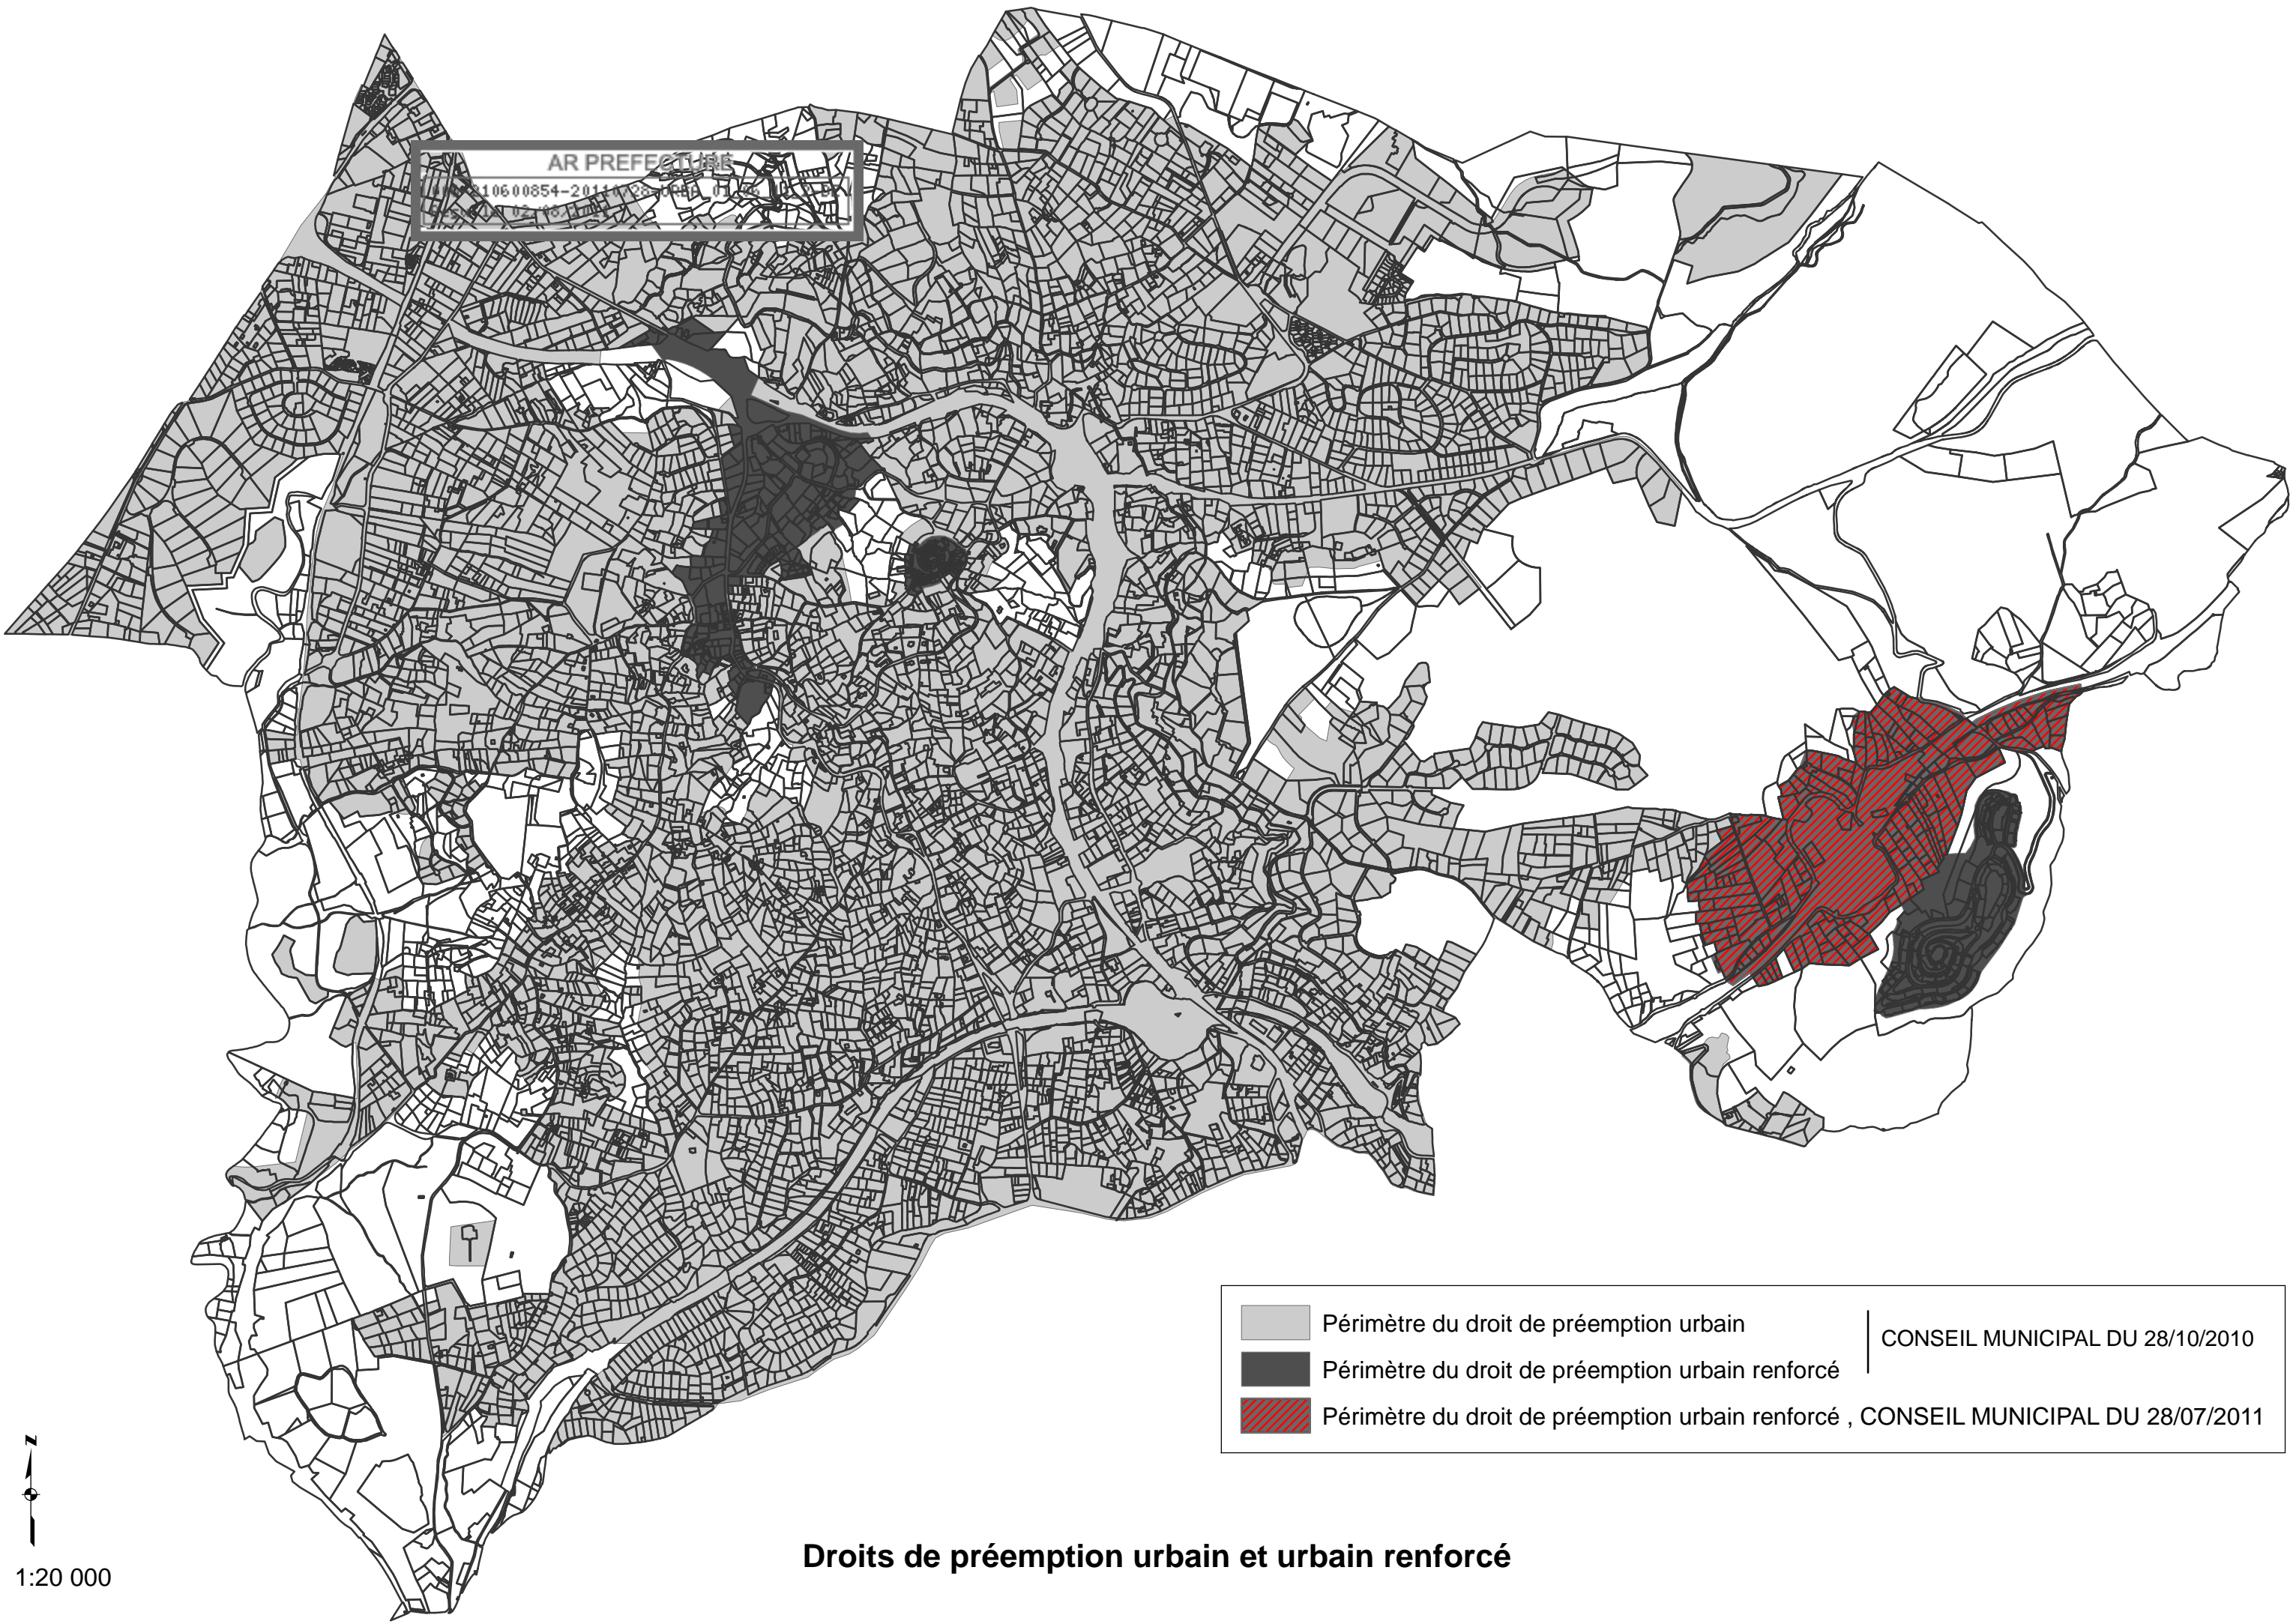 AR PREFECTURE
Périmètre du droit de préemption urbain
CONSEIL MUNICIPAL DU 28/10/2010
Périmètre du droit de préemption urbain renforcé
Périmètre du droit de préemption urbain renforcé , CONSEIL MUNICIPAL DU 28/07/2011
Z
1:20 000
Droits de préemption urbain et urbain renforcé